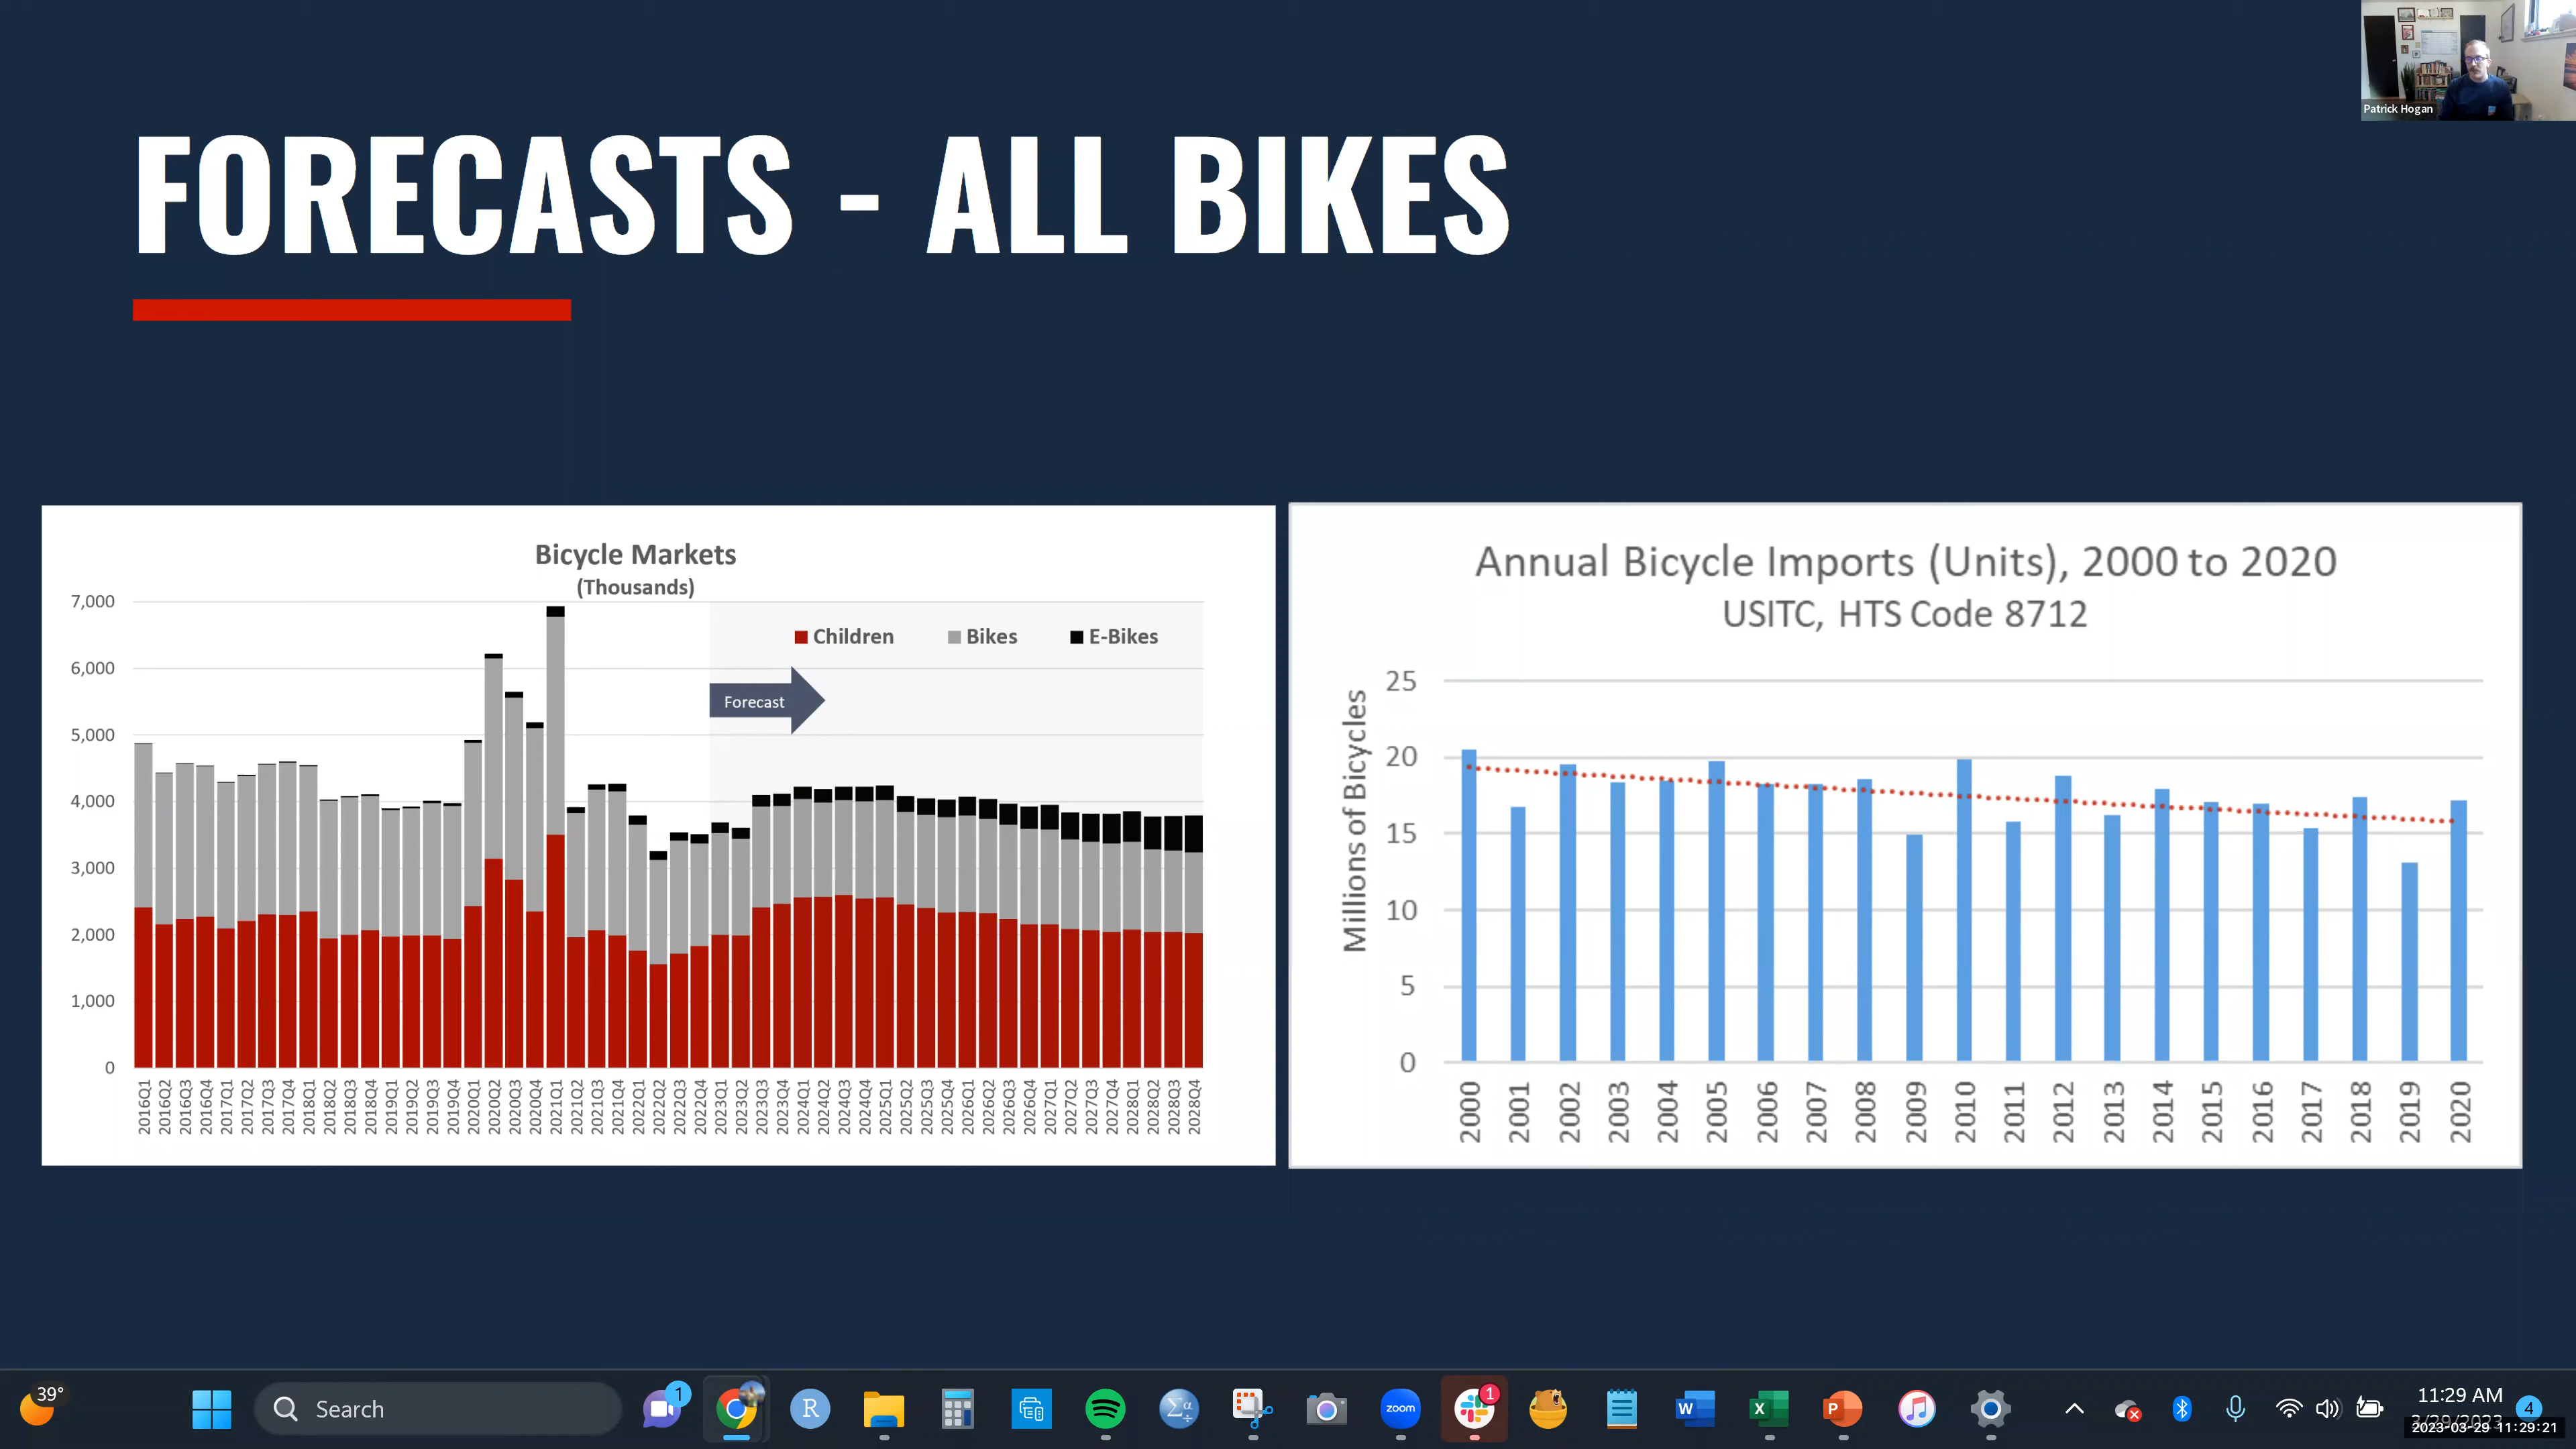 Patrick Hogan
FORECASTS - ALL BIKES
Bicycle Markets
(Thousands)
7,000
6,000
5,000
4,000
3,000
2,000
1,000
0
Children
Bikes
E-Bikes
Forecast
2016Q1
2016Q2
2016Q3
2016Q4
2017Q1
2017Q2
2017Q3
2017Q4
2018Q1
2018Q2
2018Q3
2018Q4
2019Q1
2019Q2
2019Q3
2019Q4
2020Q1
2020Q2
2020Q3
2020Q4
2021Q1
2021Q2
2021Q3
2021Q4
2022Q1
2022Q2
2022Q3
2022Q4
2023Q1
2023Q2
2023Q3
2023Q4
2024Q1
2024Q2
2024Q3
2024Q4
2025Q1
2025Q2
2025Q3
2025Q4
2026Q1
2026Q2
2026Q3
2026Q4
2027Q1
2027Q2
2027Q3
2027Q4
2028Q1
2028Q2
2028Q3
2028Q4
Annual Bicycle Imports (Units), 2000 to 2020
USITC, HTS Code 8712
Millions of Bicycles
25
20
15
10
5
0
2000
2001
2002
2003
2004
2005
2006
2007
2008
2009
2010
2011
2012
2013
2014
2015
2016
2017
2018
2019
2020
39°
Search
1
R
Σα
zoom
1
W
X
P
11:29 AM
3/29/2023
4
2023-03-29 11:29:21